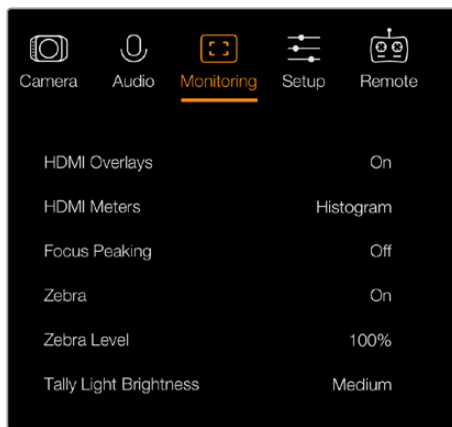 Camera Audio Monitoring Setup Remote
HDMI Overlays On
HDMI Meters Histogram
Focus Peaking Off
Zebra On
Zebra Level 100%
Tally Light Brightness Medium